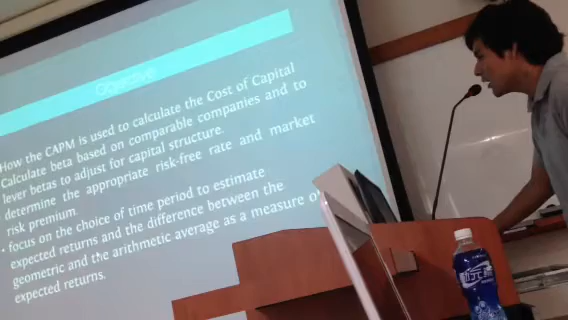 Objective
How the CAPM is used to calculate the Cost of Capital
Calculate beta based on comparable companies and to
lever betas to adjust for capital structure.
determine the appropriate risk-free rate and market
risk premium.
• focus on the choice of time period to estimate
expected returns and the difference between the
geometric and the arithmetic average as a measure of
expected returns.